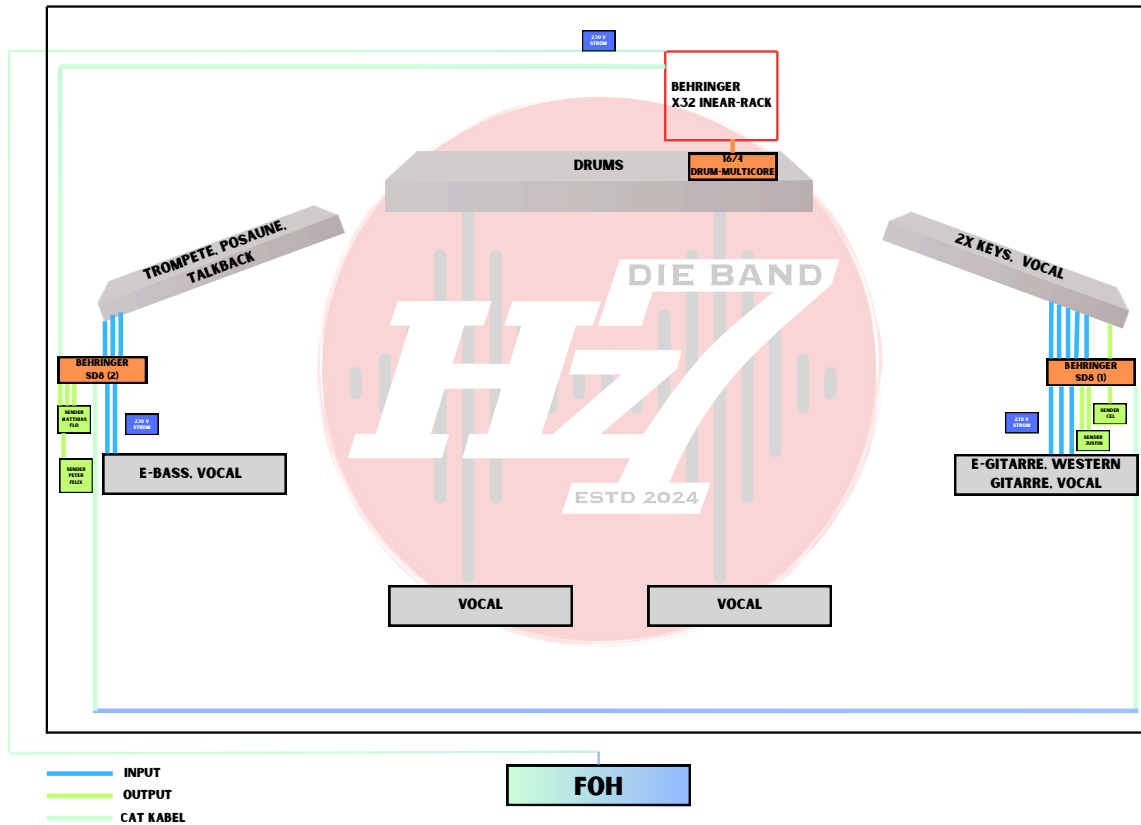 230 V
STROM
BEHRINGER
X32 INEAR-RACK
DRUMS
16/4
DRUM-MULTICORE
TROMPETE, POSAUNE,
TALKBACK
2X KEYS, VOCAL
DIE BAND
Hz7
ESTD 2024
BEHRINGER
SD8 (2)
BEHRINGER
SD8 (1)
SENDER
MATTHIAS
FLO
230 V
STROM
230 V
STROM
SENDER
CEL
SENDER
JUSTIN
SENDER
PETER
FELIX
E-BASS, VOCAL
E-GITARRE, WESTERN
GITARRE, VOCAL
VOCAL
VOCAL
FOH
INPUT
OUTPUT
CAT KABEL